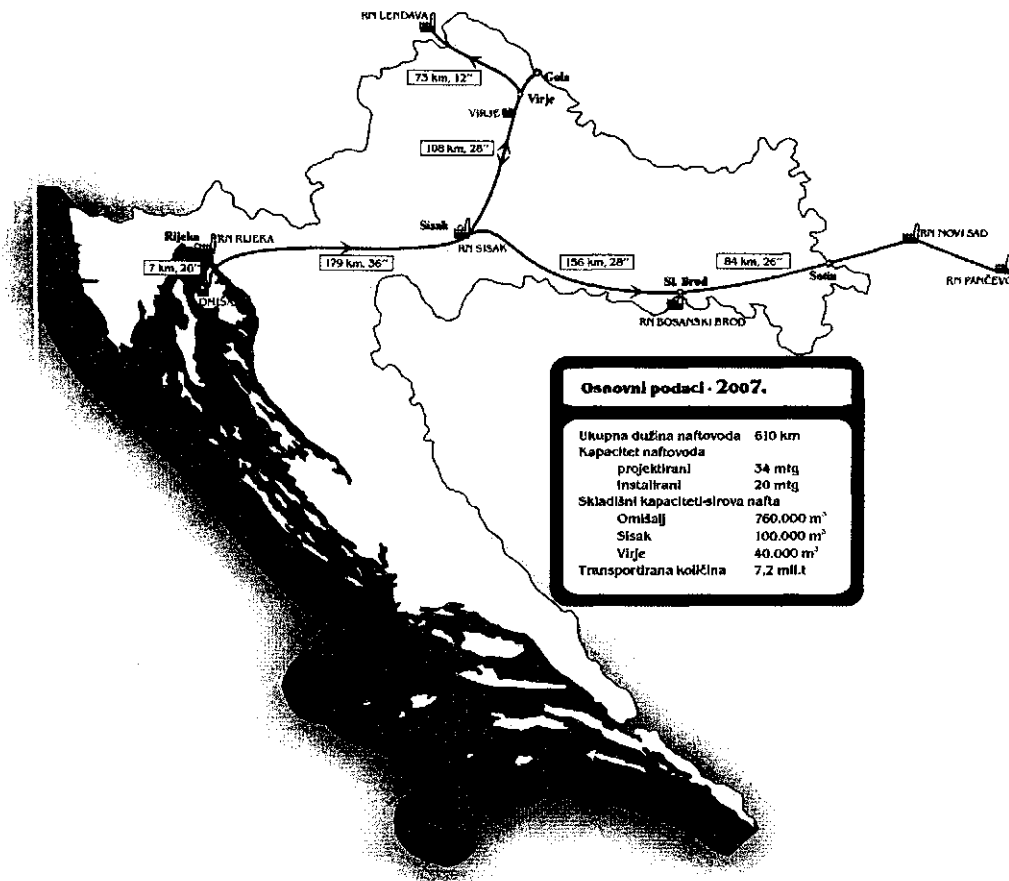 RN LENDAVA
73 km, 12"
Gola
Virje
VIRJE
108 km, 28"
Sisak
RN SISAK
Rijeka
RN RIJEKA
7 km, 20"
179 km, 36"
156 km, 28"
Sl. Brod
RN BOSANSKI BROD
84 km, 26"
Sotin
RN NOVI SAD
RN PANČEVO
Osnovni podaci - 2007.
Ukupna dužina naftovoda 610 km
Kapacitet naftovoda
projektirani 34 mtg
instalirani 20 mtg
Skladišni kapaciteti-sirova nafta
Omišalj 760.000 m³
Sisak 100.000 m³
Virje 40.000 m³
Transportirana količina 7,2 mil.t